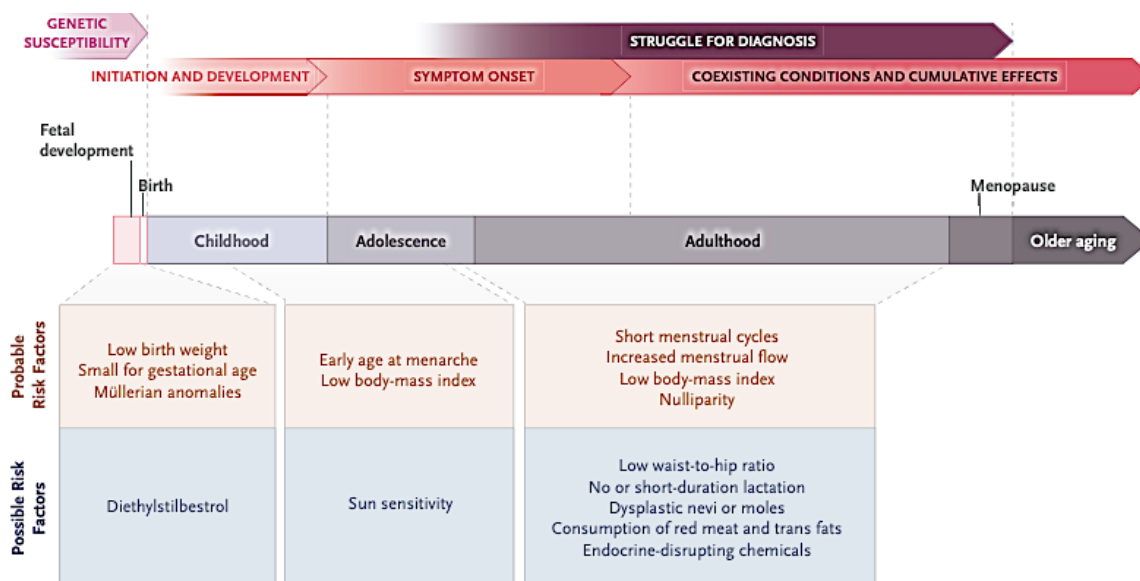 GENETIC
SUSCEPTIBILITY
STRUGGLE FOR DIAGNOSIS
INITIATION AND DEVELOPMENT
SYMPTOM ONSET
COEXISTING CONDITIONS AND CUMULATIVE EFFECTS
Fetal
development
Birth
Menopause
Childhood
Adolescence
Adulthood
Older aging
Probable
Risk Factors
Low birth weight
Small for gestational age
Müllerian anomalies
Early age at menarche
Low body-mass index
Short menstrual cycles
Increased menstrual flow
Low body-mass index
Nulliparity
Possible Risk
Factors
Diethylstilbestrol
Sun sensitivity
Low waist-to-hip ratio
No or short-duration lactation
Dysplastic nevi or moles
Consumption of red meat and trans fats
Endocrine-disrupting chemicals